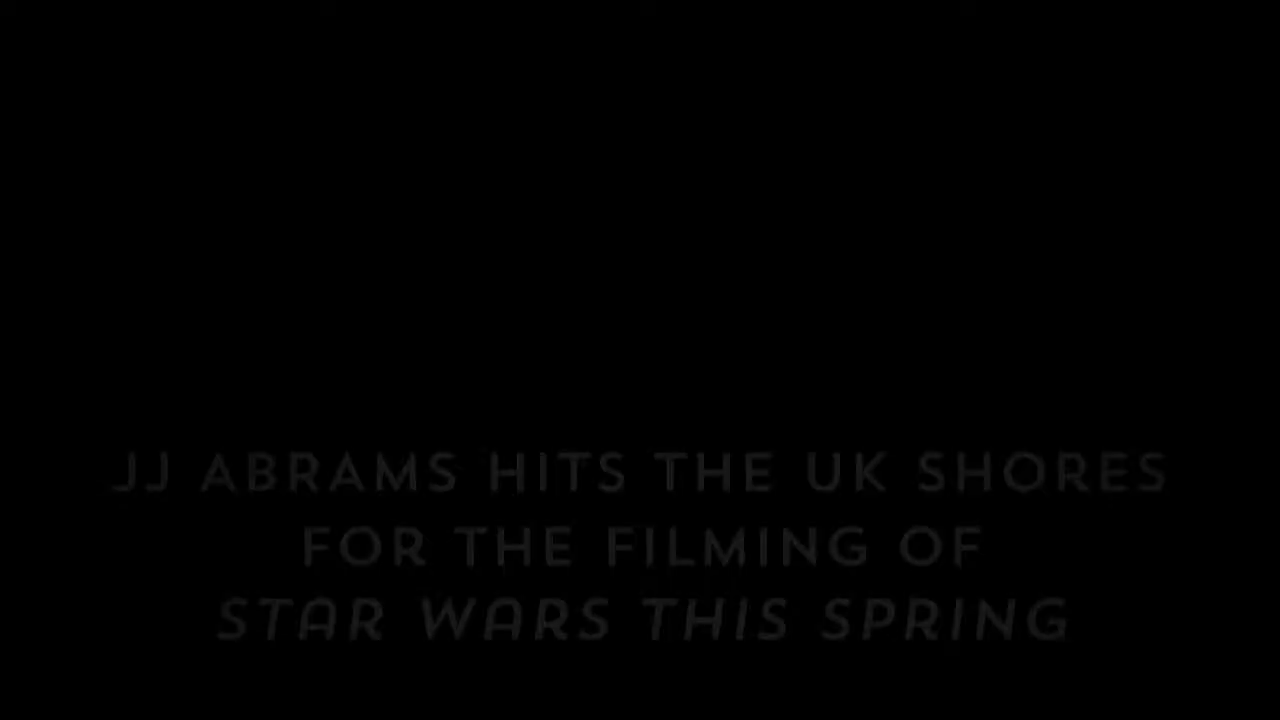 JJ ABRAMS HITS THE UK SHORES
FOR THE FILMING OF
STAR WARS THIS SPRING